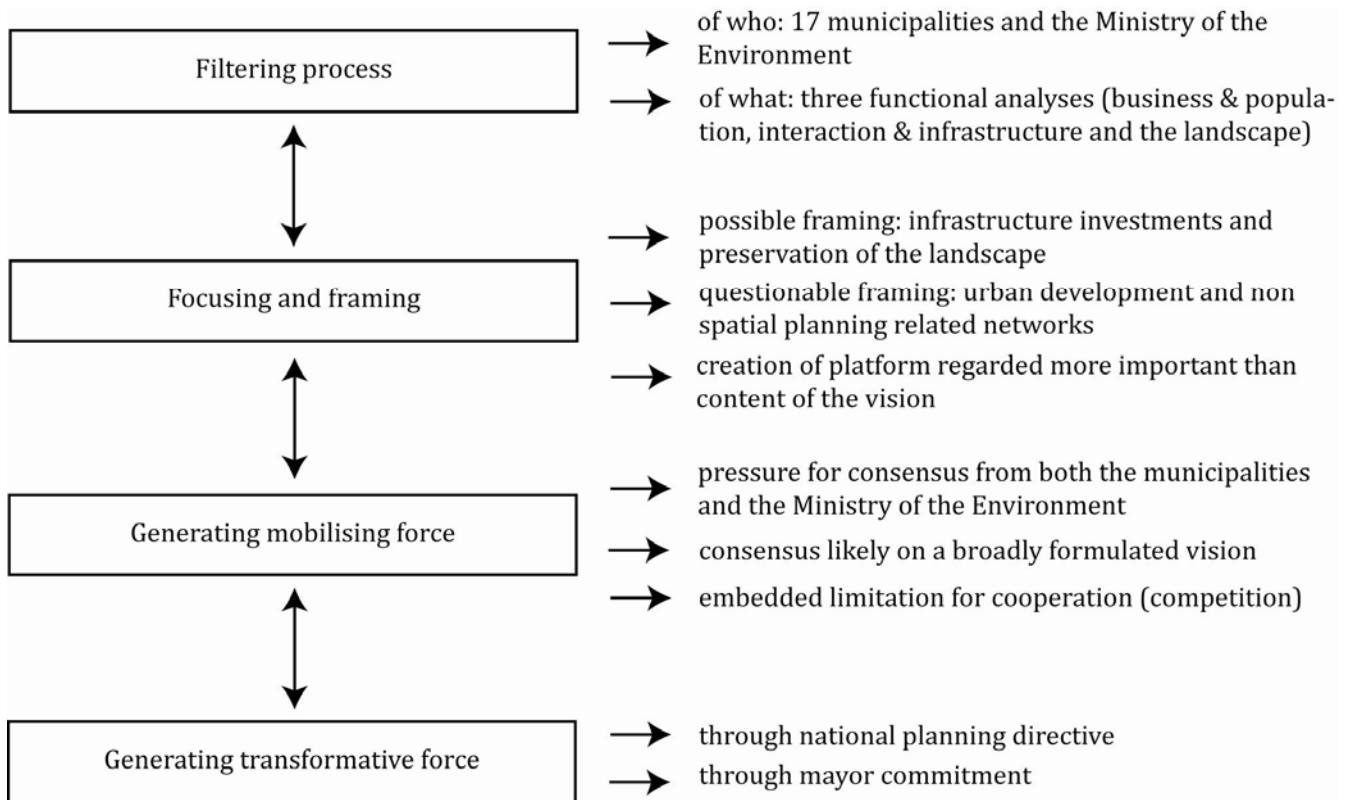 of who: 17 municipalities and the Ministry of the
Environment
Filtering process
of what: three functional analyses (business & popula-
tion, interaction & infrastructure and the landscape)
possible framing: infrastructure investments and
preservation of the landscape
Focusing and framing
questionable framing: urban development and non
spatial planning related networks
creation of platform regarded more important than
content of the vision
pressure for consensus from both the municipalities
and the Ministry of the Environment
Generating mobilising force
consensus likely on a broadly formulated vision
embedded limitation for cooperation (competition)
Generating transformative force
through national planning directive
through mayor commitment